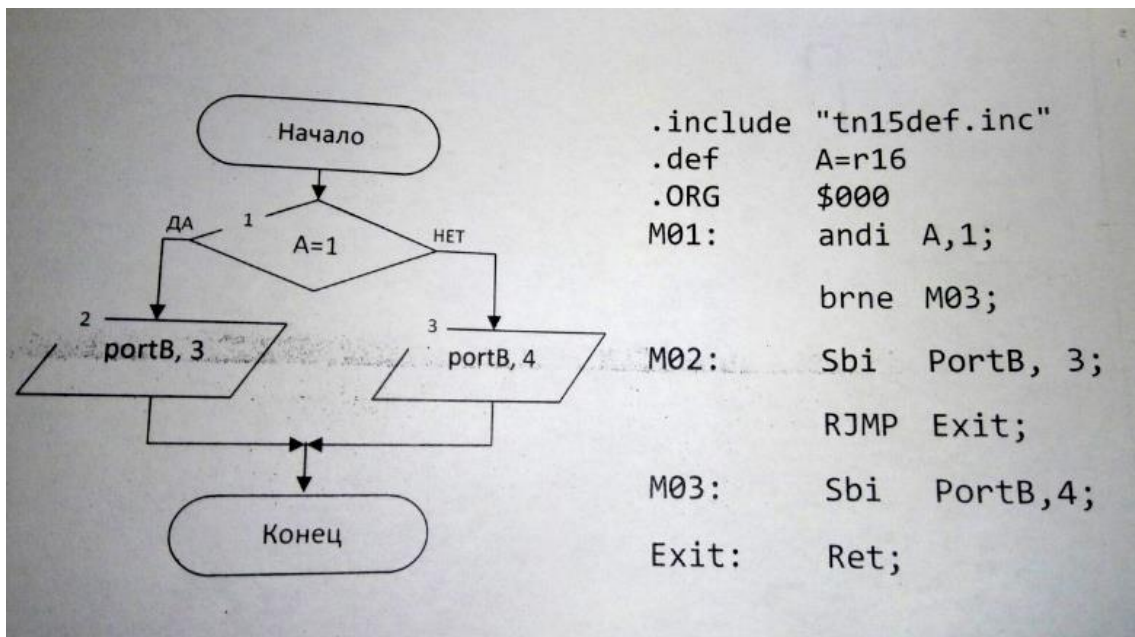 Начало
1
ДА
A=1
НЕТ
2
portB, 3
3
portB, 4
Конец
.include "tn15def.inc"
.def A=r16
.ORG $000
M01: andi A,1;
brne M03;
M02: Sbi PortB, 3;
RJMP Exit;
M03: Sbi PortB,4;
Exit: Ret;